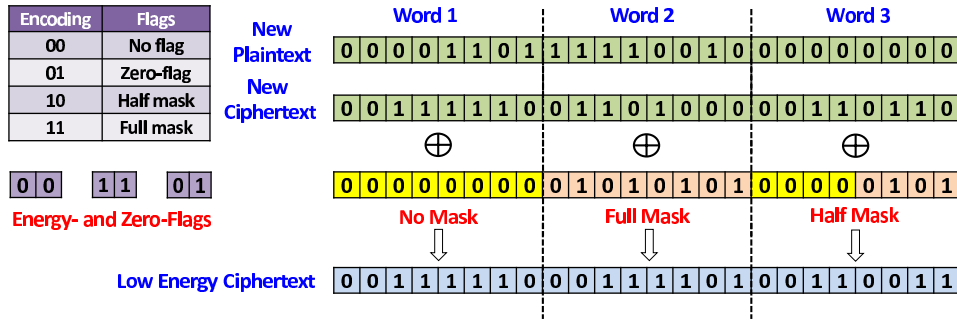 Encoding Flags
00 No flag
01 Zero-flag
10 Half mask
11 Full mask
Word 1 Word 2 Word 3
New Plaintext 0 0 0 0 1 1 0 1 1 1 1 1 0 0 1 0 0 0 0 0 0 0 0 0
New Ciphertext 0 0 1 1 1 1 1 0 0 1 1 0 1 0 0 0 0 0 1 1 0 1 1 0
0 0 1 1 0 1 0 0 0 0 0 0 0 0 0 1 0 1 0 1 0 1 0 0 0 0 0 1 0 1
Energy- and Zero-Flags No Mask Full Mask Half Mask
Low Energy Ciphertext 0 0 1 1 1 1 1 0 0 0 1 1 1 1 0 1 0 0 1 1 0 0 1 1